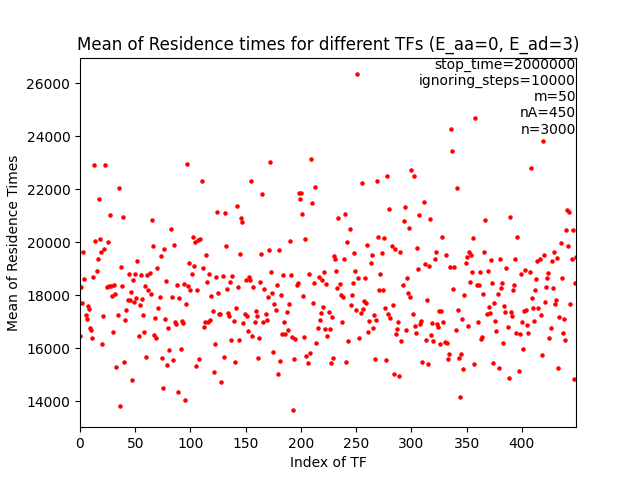 Mean of Residence times for different TFs (E_aa=0, E_ad=3)
stop_time=2000000
ignoring_steps=10000
m=50
nA=450
n=3000
26000
24000
22000
20000
18000
16000
14000
Mean of Residence Times
0 50 100 150 200 250 300 350 400
Index of TF